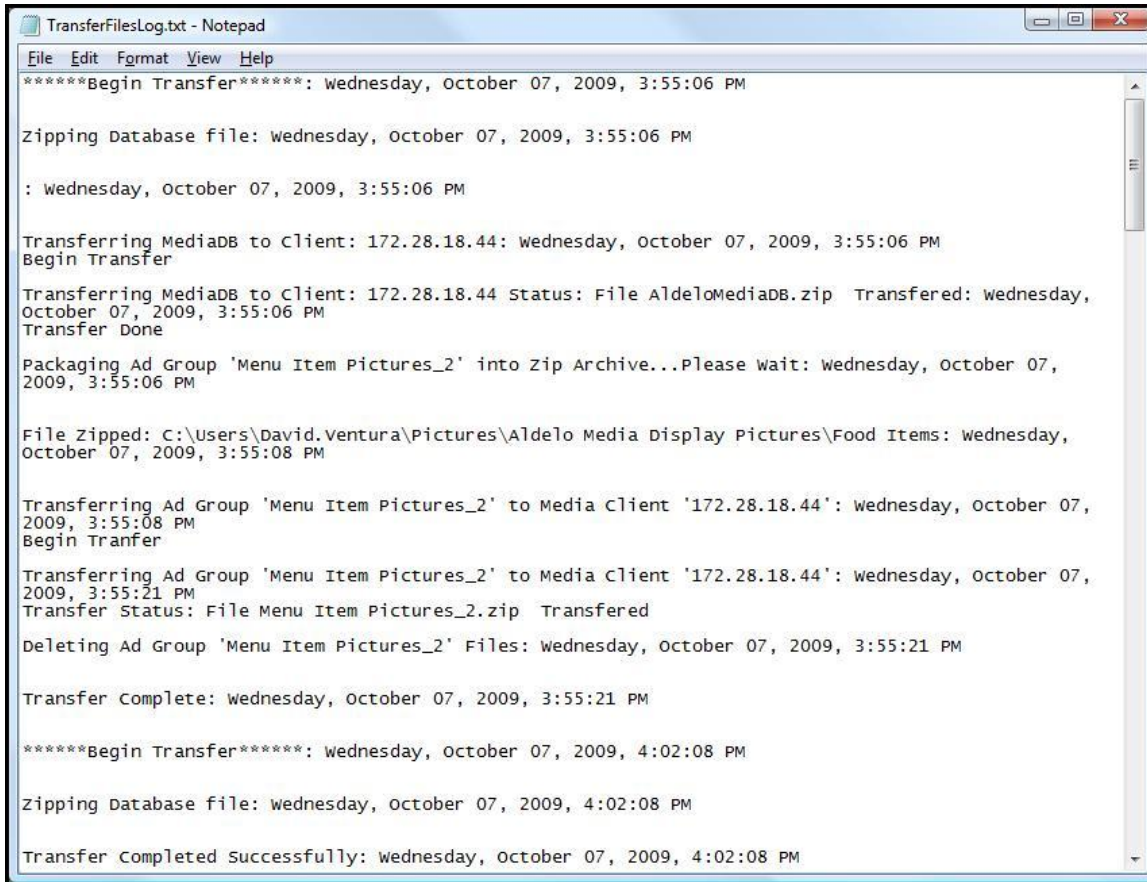 TransferFilesLog.txt - Notepad
File Edit Format View Help
******Begin Transfer******: Wednesday, October 07, 2009, 3:55:06 PM
Zipping Database file: Wednesday, October 07, 2009, 3:55:06 PM
: Wednesday, October 07, 2009, 3:55:06 PM
Transferring MediaDB to Client: 172.28.18.44: Wednesday, October 07, 2009, 3:55:06 PM
Begin Transfer
Transferring MediaDB to Client: 172.28.18.44 Status: File AldeloMediaDB.zip  Transfered: Wednesday,
October 07, 2009, 3:55:06 PM
Transfer Done
Packaging Ad Group 'Menu Item Pictures_2' into Zip Archive...Please Wait: Wednesday, October 07,
2009, 3:55:06 PM
File Zipped: C:\Users\David.Ventura\Pictures\Aldelo Media Display Pictures\Food Items: Wednesday,
October 07, 2009, 3:55:08 PM
Transferring Ad Group 'Menu Item Pictures_2' to Media Client '172.28.18.44': Wednesday, October 07,
2009, 3:55:08 PM
Begin Tranfer
Transferring Ad Group 'Menu Item Pictures_2' to Media Client '172.28.18.44': Wednesday, October 07,
2009, 3:55:21 PM
Transfer Status: File Menu Item Pictures_2.zip  Transfered
Deleting Ad Group 'Menu Item Pictures_2' Files: Wednesday, October 07, 2009, 3:55:21 PM
Transfer Complete: Wednesday, October 07, 2009, 3:55:21 PM
******Begin Transfer******: Wednesday, October 07, 2009, 4:02:08 PM
Zipping Database file: Wednesday, October 07, 2009, 4:02:08 PM
Transfer Completed Successfully: Wednesday, October 07, 2009, 4:02:08 PM